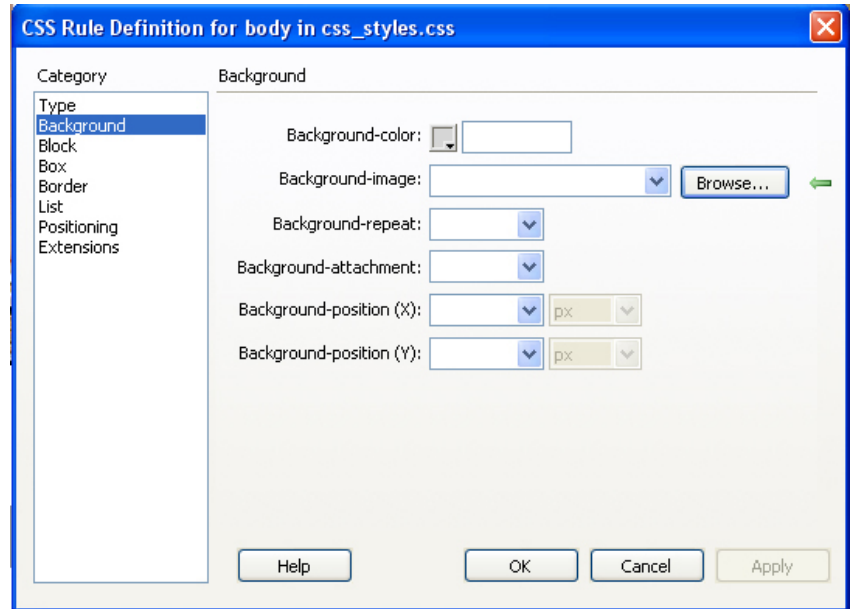 CSS Rule Definition for body in css_styles.css
Category
Background
Type
Background
Block
Box
Border
List
Positioning
Extensions
Background-color:
Background-image:
Browse...
Background-repeat:
Background-attachment:
Background-position (X):
px
Background-position (Y):
px
Help
OK
Cancel
Apply